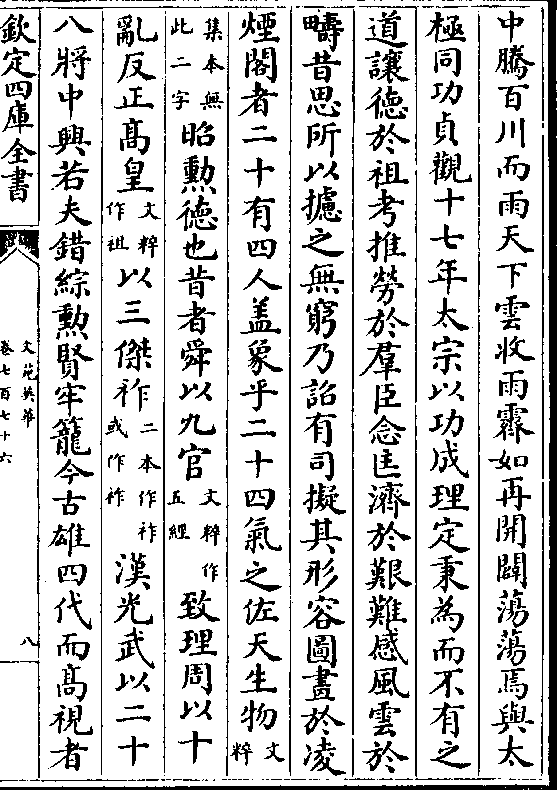 中騰百川而雨天下雲收雨霽如再開闢蕩蕩焉與太
極同功貞觀十七年太宗以功成理定秉為而不有之
道讓德於祖考推勞於羣臣念匡濟於艱難感風雲於
疇昔思所以攄之無窮乃詔有司擬其形容圖畫於凌
煙閣者二十有四人盖象乎二十四氣之佐天生物文粹
集本無此二字昭勲德也昔者舜以九官文粹作五經致理周以十
亂反正髙皇文粹作祖以三傑祚二本作祚或作祚漢光武以二十
八將中興若夫錯綜勲賢牢籠今古雄四代而髙視者
欽定四庫全書
文苑英華
卷七百七十六
八